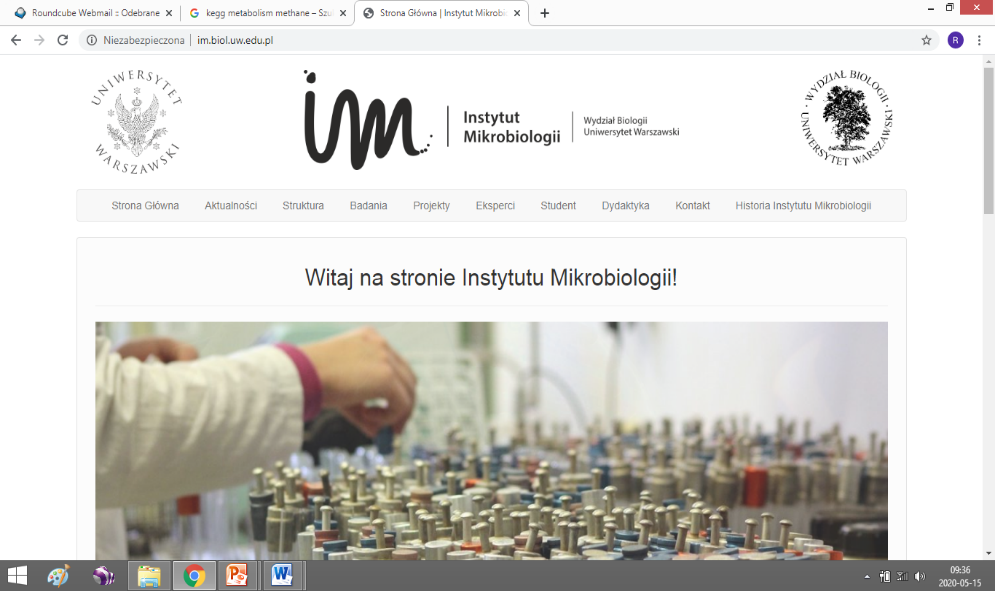 Roundcube Webmail :: Odebrane
kegg metabolism methane – Szu
Strona Główna | Instytut Mikrobi
Niezabezpieczona | im.biol.uw.edu.pl
R
UNIWERSYTET WARSZAWSKI
im
Instytut
Mikrobiologii
Wydział Biologii
Uniwersytet Warszawski
WYDZIAŁ BIOLOGII
UNIWERSYTET WARSZAWSKI
Strona Główna Aktualności Struktura Badania Projekty Eksperci Student Dydaktyka Kontakt Historia Instytutu Mikrobiologii
Witaj na stronie Instytutu Mikrobiologii!
09:36
2020-05-15